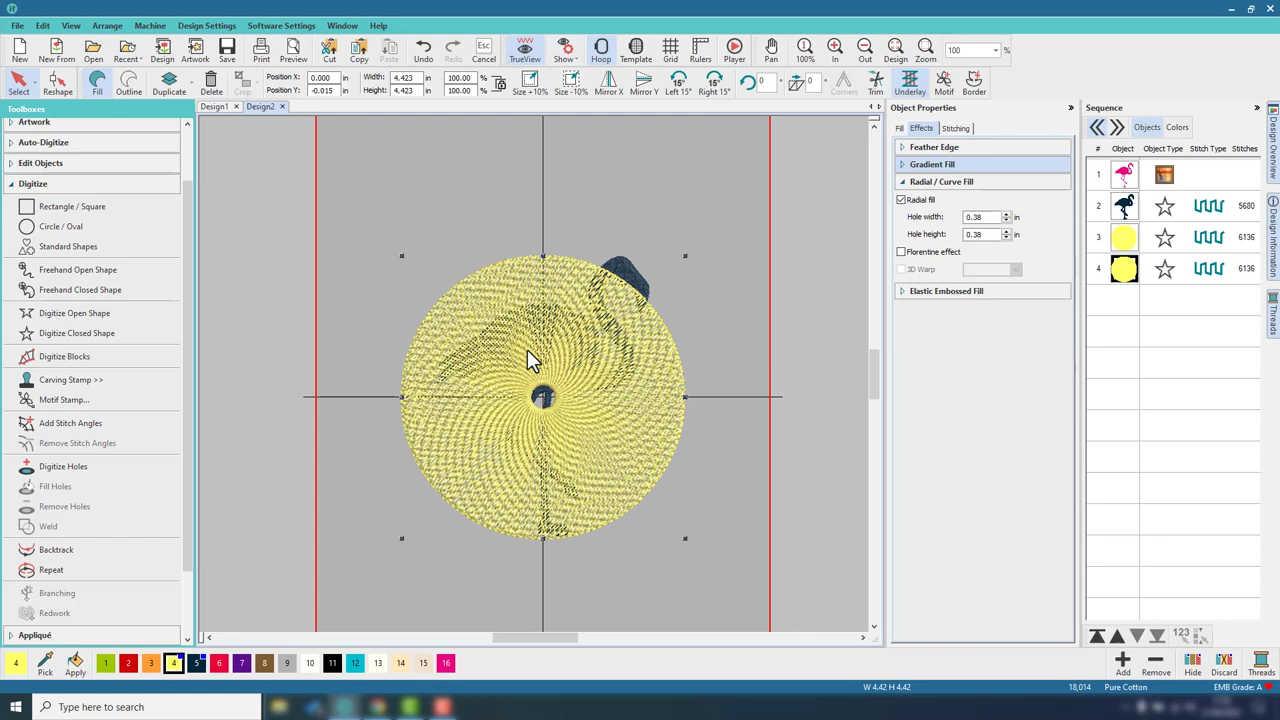 File Edit View Arrange Machine Design Settings Software Settings Window Help
New New From Open Recent Design Artwork Save Print Preview Cut Copy Paste Undo Redo Cancel TrueView Show Hoop Template Grid Rulers Player Pan 100% In Out Design Zoom 100 %
Esc
Select Reshape Fill Outline Duplicate Delete Crop
Position X: 0.000 in Width: 4.423 in 100.00 %
Position Y: -0.015 in Height: 4.423 in 100.00 %
Size +10% Size -10% Mirror X Mirror Y Left 15° Right 15° 0 0 Corners Trim Underlay Motif Border
Toolboxes
Design1 × Design2 ×
Artwork
Auto-Digitize
Edit Objects
Digitize
Rectangle / Square
Circle / Oval
Standard Shapes
Freehand Open Shape
Freehand Closed Shape
Digitize Open Shape
Digitize Closed Shape
Digitize Blocks
Carving Stamp >>
Motif Stamp...
Add Stitch Angles
Remove Stitch Angles
Digitize Holes
Fill Holes
Remove Holes
Weld
Backtrack
Repeat
Branching
Redwork
Appliqué
Object Properties
Fill Effects Stitching
Feather Edge
Gradient Fill
Radial / Curve Fill
Radial fill
Hole width: 0.38 in
Hole height: 0.38 in
Florentine effect
3D Warp
Elastic Embossed Fill
Sequence
Objects Colors
# Object Object Type Stitch Type Stitches
1
2 5680
3 6136
4 6136
123
Add Remove Hide Discard Threads
Design Overview
Design Information
Threads
4 Pick Apply 1 2 3 4 5 6 7 8 9 10 11 12 13 14 15 16
W 4.42 H 4.42 18,014 Pure Cotton EMB Grade: A
Type here to search